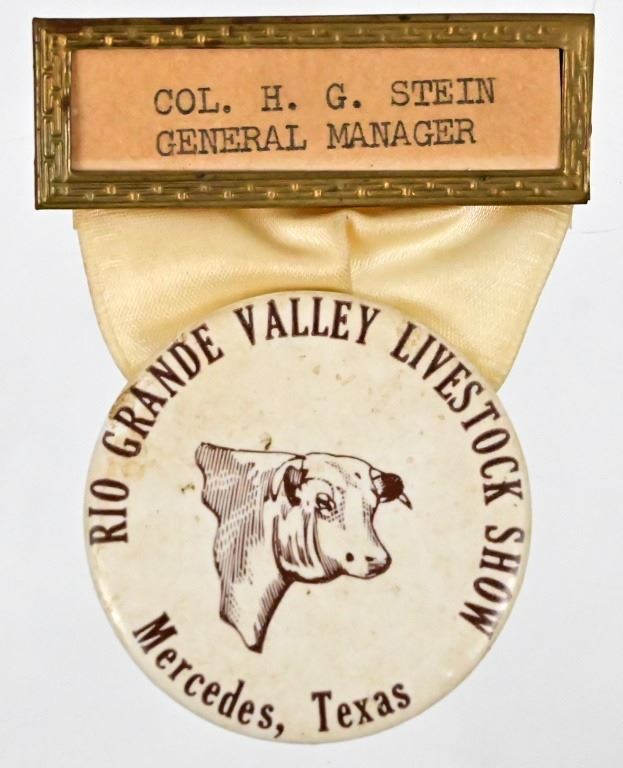 COL. H. G. STEIN
GENERAL MANAGER
RIO GRANDE VALLEY LIVESTOCK SHOW
Mercedes, Texas